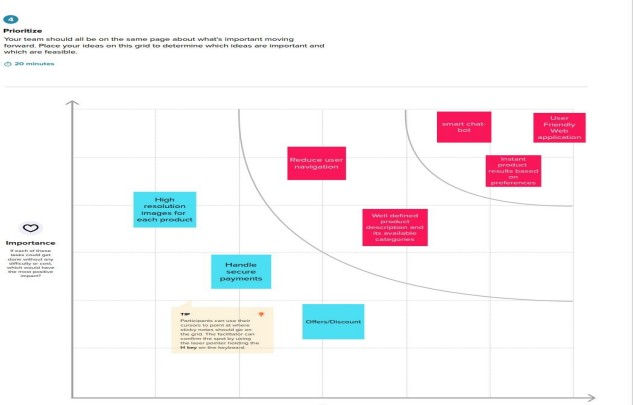 4
Prioritize
Your team should all be on the same page about what's important moving
forward. Place your ideas on this grid to determine which ideas are important and
which are feasible.
20 minutes
smart chat-
bot
User
Friendly
Web
application
Reduce user
navigation
Instant
product
results based
on
preferences
High
resolution
images for
each product
Well defined
product
description and
its available
categories
Importance
If each of these
tasks could get
done without any
difficulty or cost,
which would have
the most positive
impact?
Handle
secure
payments
TIP
Participants can use their
cursors to point at where
sticky notes should go on
the grid. The facilitator can
confirm the spot by using
the laser pointer holding the
H key on the keyboard.
Offers/Discount